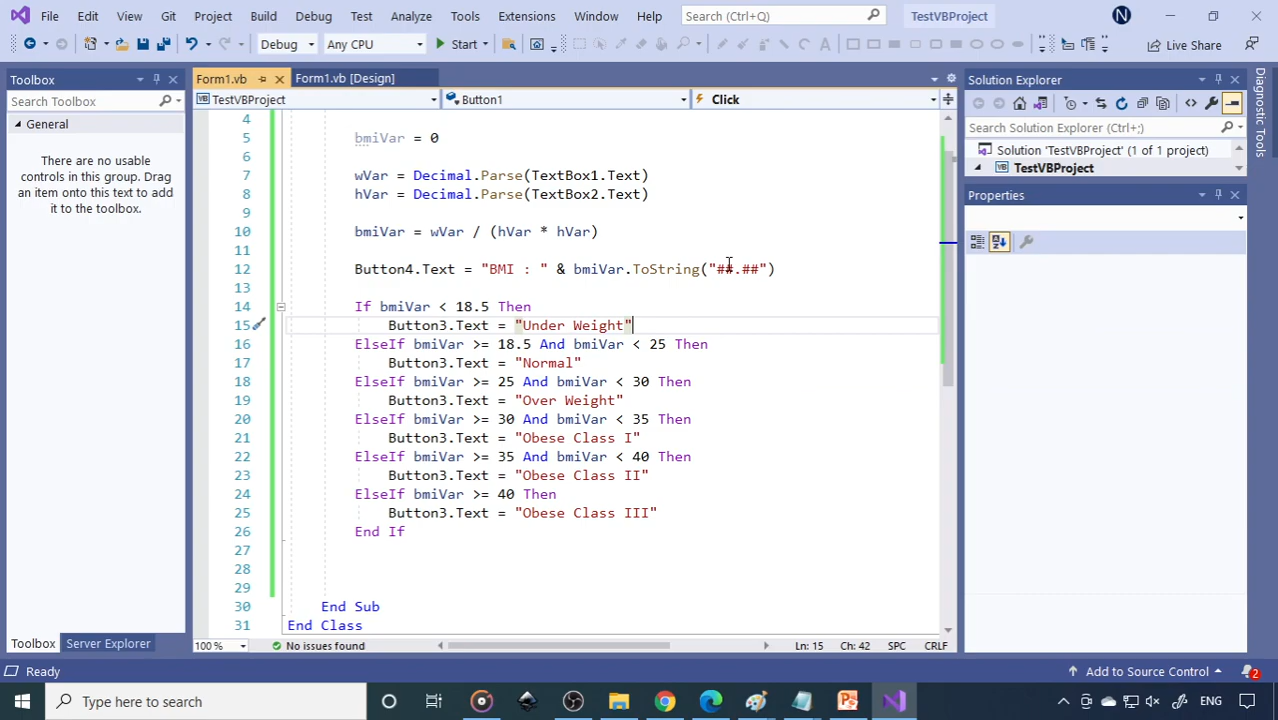 File Edit View Git Project Build Debug Test Analyze Tools Extensions Window Help Search (Ctrl+Q) TestVBProject N
Debug Any CPU Start Live Share
Toolbox
Search Toolbox
General
There are no usable
controls in this group. Drag
an item onto this text to add
it to the toolbox.
Toolbox Server Explorer
Form1.vb Form1.vb [Design]
TestVBProject Button1 Click
4
5 bmiVar = 0
6
7 wVar = Decimal.Parse(TextBox1.Text)
8 hVar = Decimal.Parse(TextBox2.Text)
9
10 bmiVar = wVar / (hVar * hVar)
11
12 Button4.Text = "BMI : " & bmiVar.ToString("##.##")
13
14 If bmiVar < 18.5 Then
15 Button3.Text = "Under Weight"
16 ElseIf bmiVar >= 18.5 And bmiVar < 25 Then
17 Button3.Text = "Normal"
18 ElseIf bmiVar >= 25 And bmiVar < 30 Then
19 Button3.Text = "Over Weight"
20 ElseIf bmiVar >= 30 And bmiVar < 35 Then
21 Button3.Text = "Obese Class I"
22 ElseIf bmiVar >= 35 And bmiVar < 40 Then
23 Button3.Text = "Obese Class II"
24 ElseIf bmiVar >= 40 Then
25 Button3.Text = "Obese Class III"
26 End If
27
28
29
30 End Sub
31 End Class
100 % No issues found Ln: 15 Ch: 42 SPC CRLF
Solution Explorer
Search Solution Explorer (Ctrl+;)
Solution 'TestVBProject' (1 of 1 project)
TestVBProject
Properties
Diagnostic Tools
Ready Add to Source Control 2
Type here to search ENG